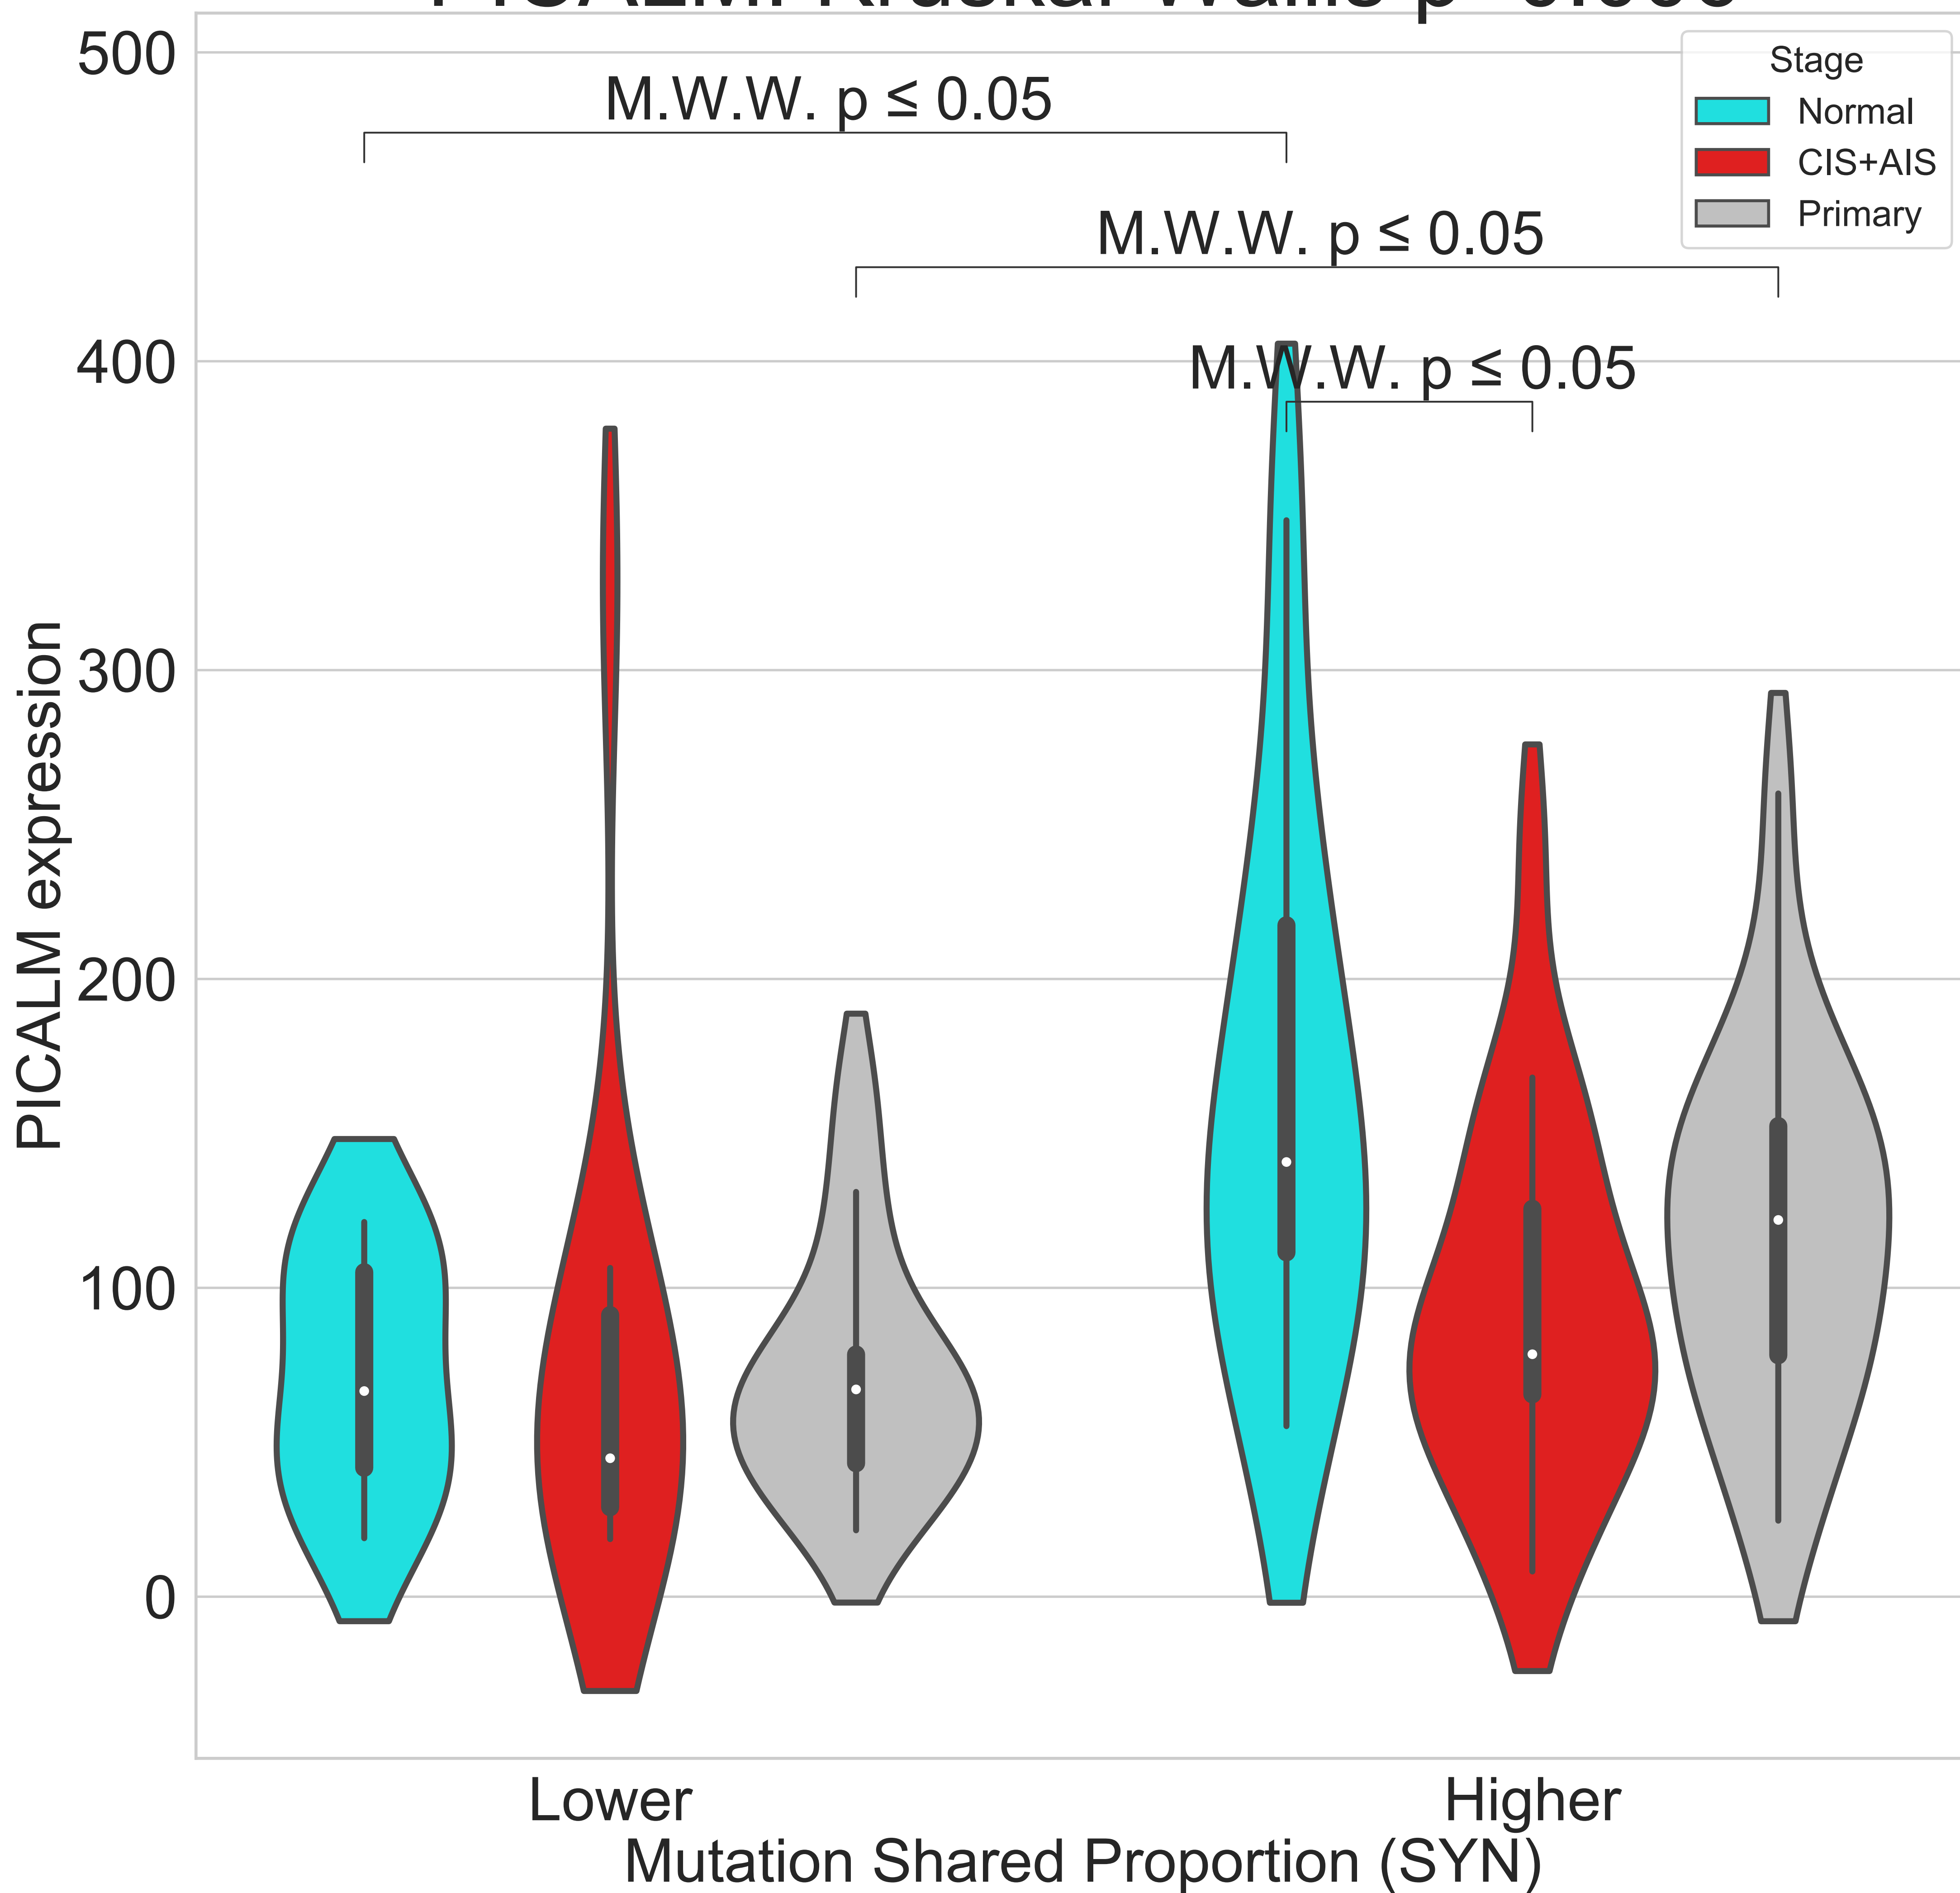 500
400
300
200
100
0
PICALM expression
M.W.W. p ≤ 0.05
M.W.W. p ≤ 0.05
M.W.W. p ≤ 0.05
Stage
Normal
CIS+AIS
Primary
Lower
Higher
Mutation Shared Proportion (SYN)